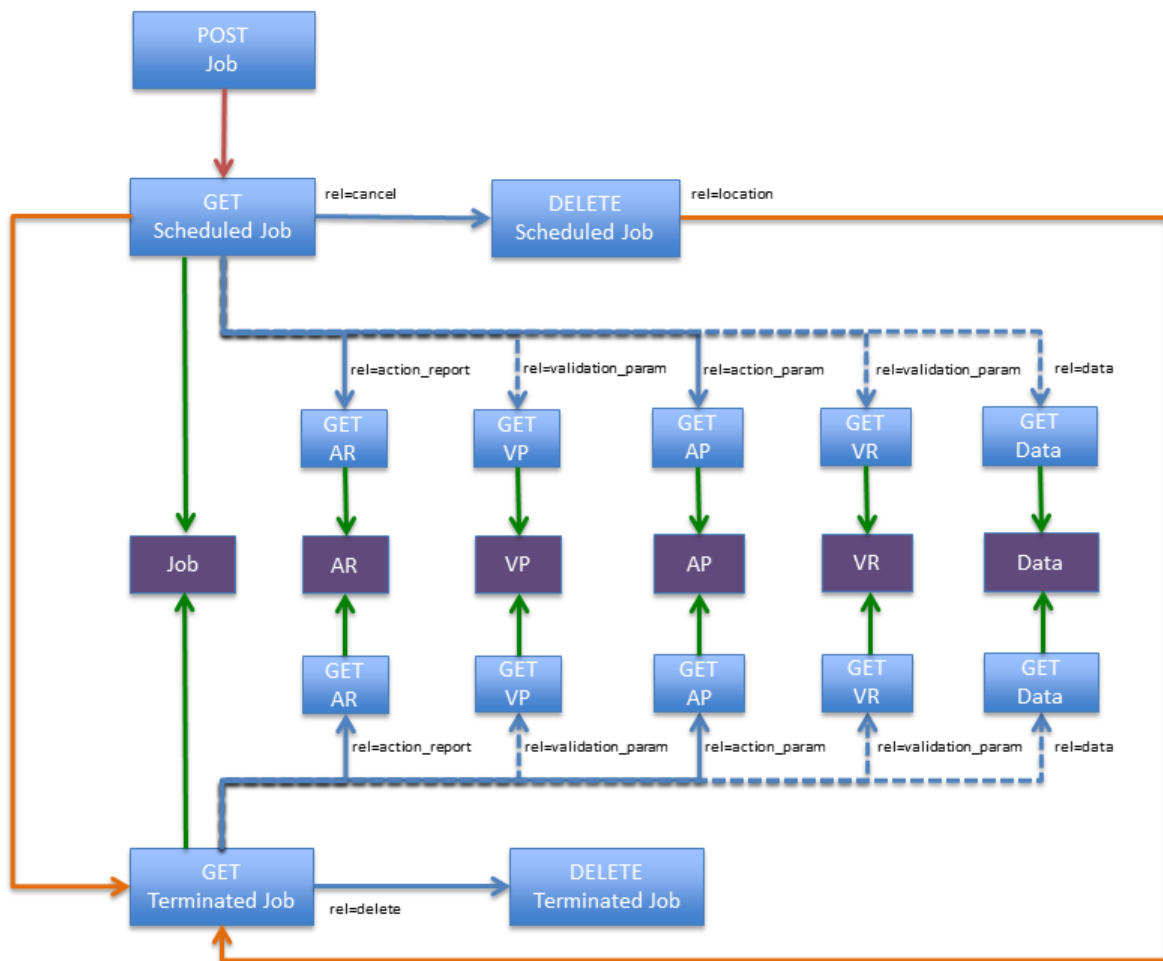 POST
Job
GET
Scheduled Job
rel=cancel
DELETE
Scheduled Job
rel=location
rel=action_report
rel=validation_param
rel=action_param
rel=validation_param
rel=data
GET
AR
GET
VP
GET
AP
GET
VR
GET
Data
Job
AR
VP
AP
VR
Data
GET
AR
GET
VP
GET
AP
GET
VR
GET
Data
rel=action_report
rel=validation_param
rel=action_param
rel=validation_param
rel=data
GET
Terminated Job
rel=delete
DELETE
Terminated Job